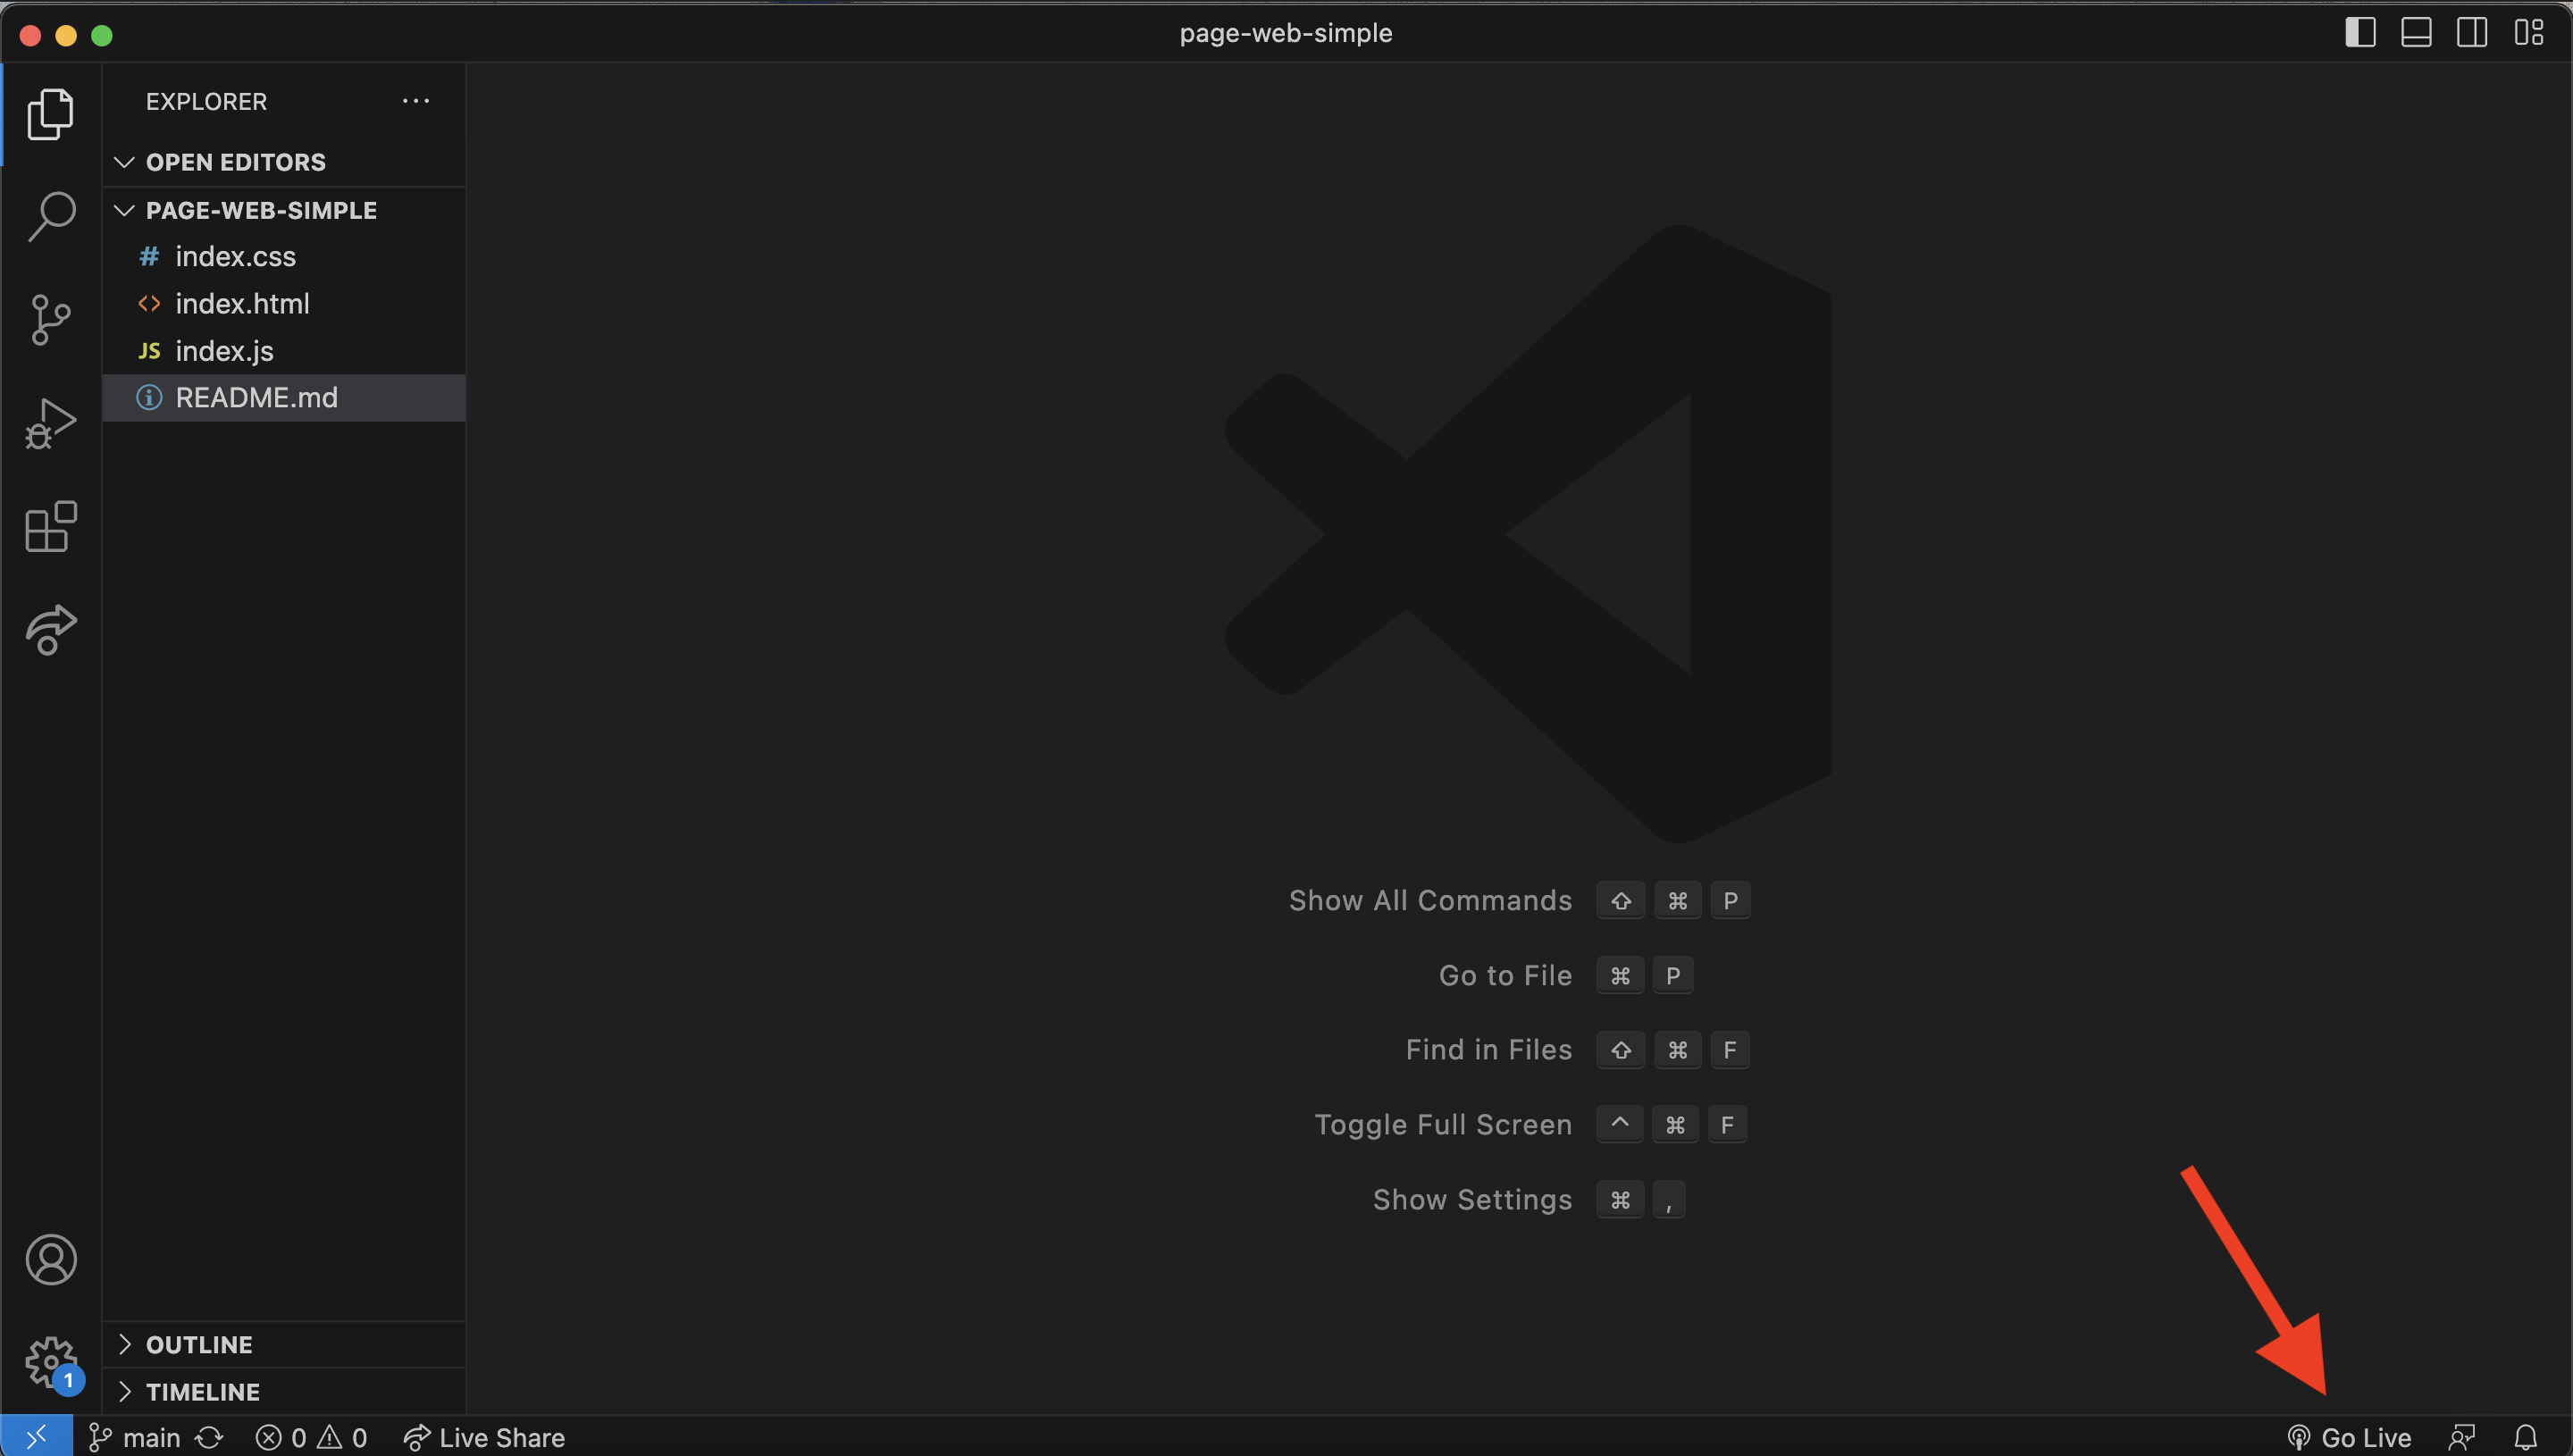 page-web-simple
EXPLORER
OPEN EDITORS
PAGE-WEB-SIMPLE
# index.css
<> index.html
JS index.js
README.md
Show All Commands ⇧ ⌘ P
Go to File ⌘ P
Find in Files ⇧ ⌘ F
Toggle Full Screen ^ ⌘ F
Show Settings ⌘ ,
OUTLINE
1
TIMELINE
main 0 0 Live Share Go Live